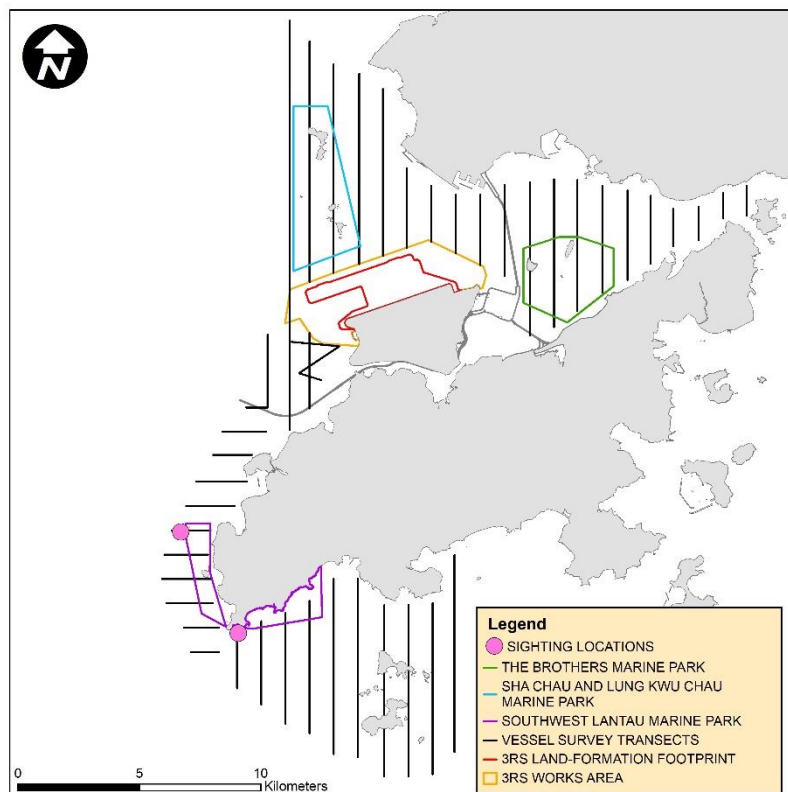 N
Legend
SIGHTING LOCATIONS
THE BROTHERS MARINE PARK
SHA CHAU AND LUNG KWU CHAU
MARINE PARK
SOUTHWEST LANTAU MARINE PARK
VESSEL SURVEY TRANSECTS
3RS LAND-FORMATION FOOTPRINT
3RS WORKS AREA
0 5 10
Kilometers